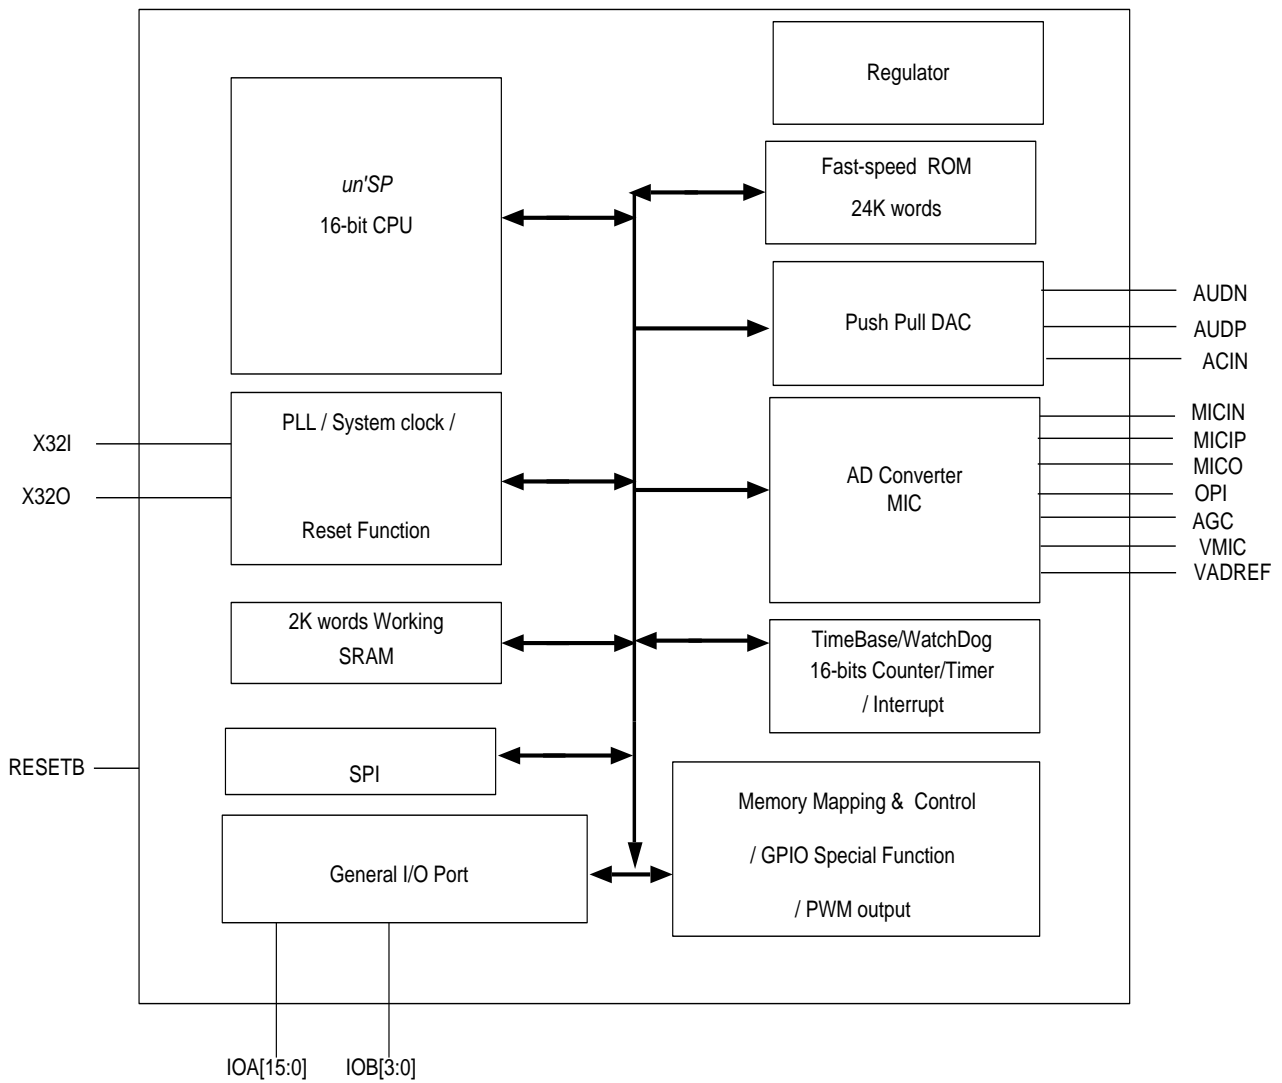 Regulator
un'SP
16-bit CPU
Fast-speed ROM
24K words
Push Pull DAC
AUDN
AUDP
ACIN
PLL / System clock /
Reset Function
X32I
X32O
AD Converter
MIC
MICIN
MICIP
MICO
OPI
AGC
VMIC
VADREF
2K words Working
SRAM
TimeBase/WatchDog
16-bits Counter/Timer
/ Interrupt
RESETB
SPI
Memory Mapping & Control
/ GPIO Special Function
/ PWM output
General I/O Port
IOA[15:0]
IOB[3:0]